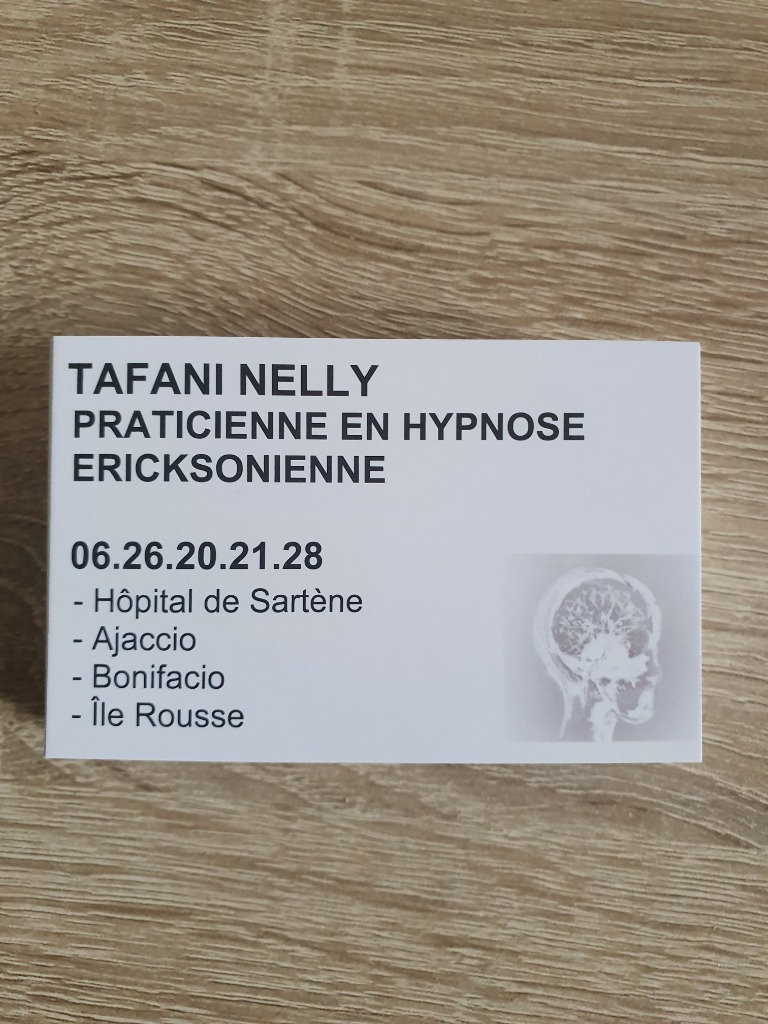 TAFANI NELLY
PRATICIENNE EN HYPNOSE
ERICKSONIENNE
06.26.20.21.28
- Hôpital de Sartène
- Ajaccio
- Bonifacio
- Île Rousse